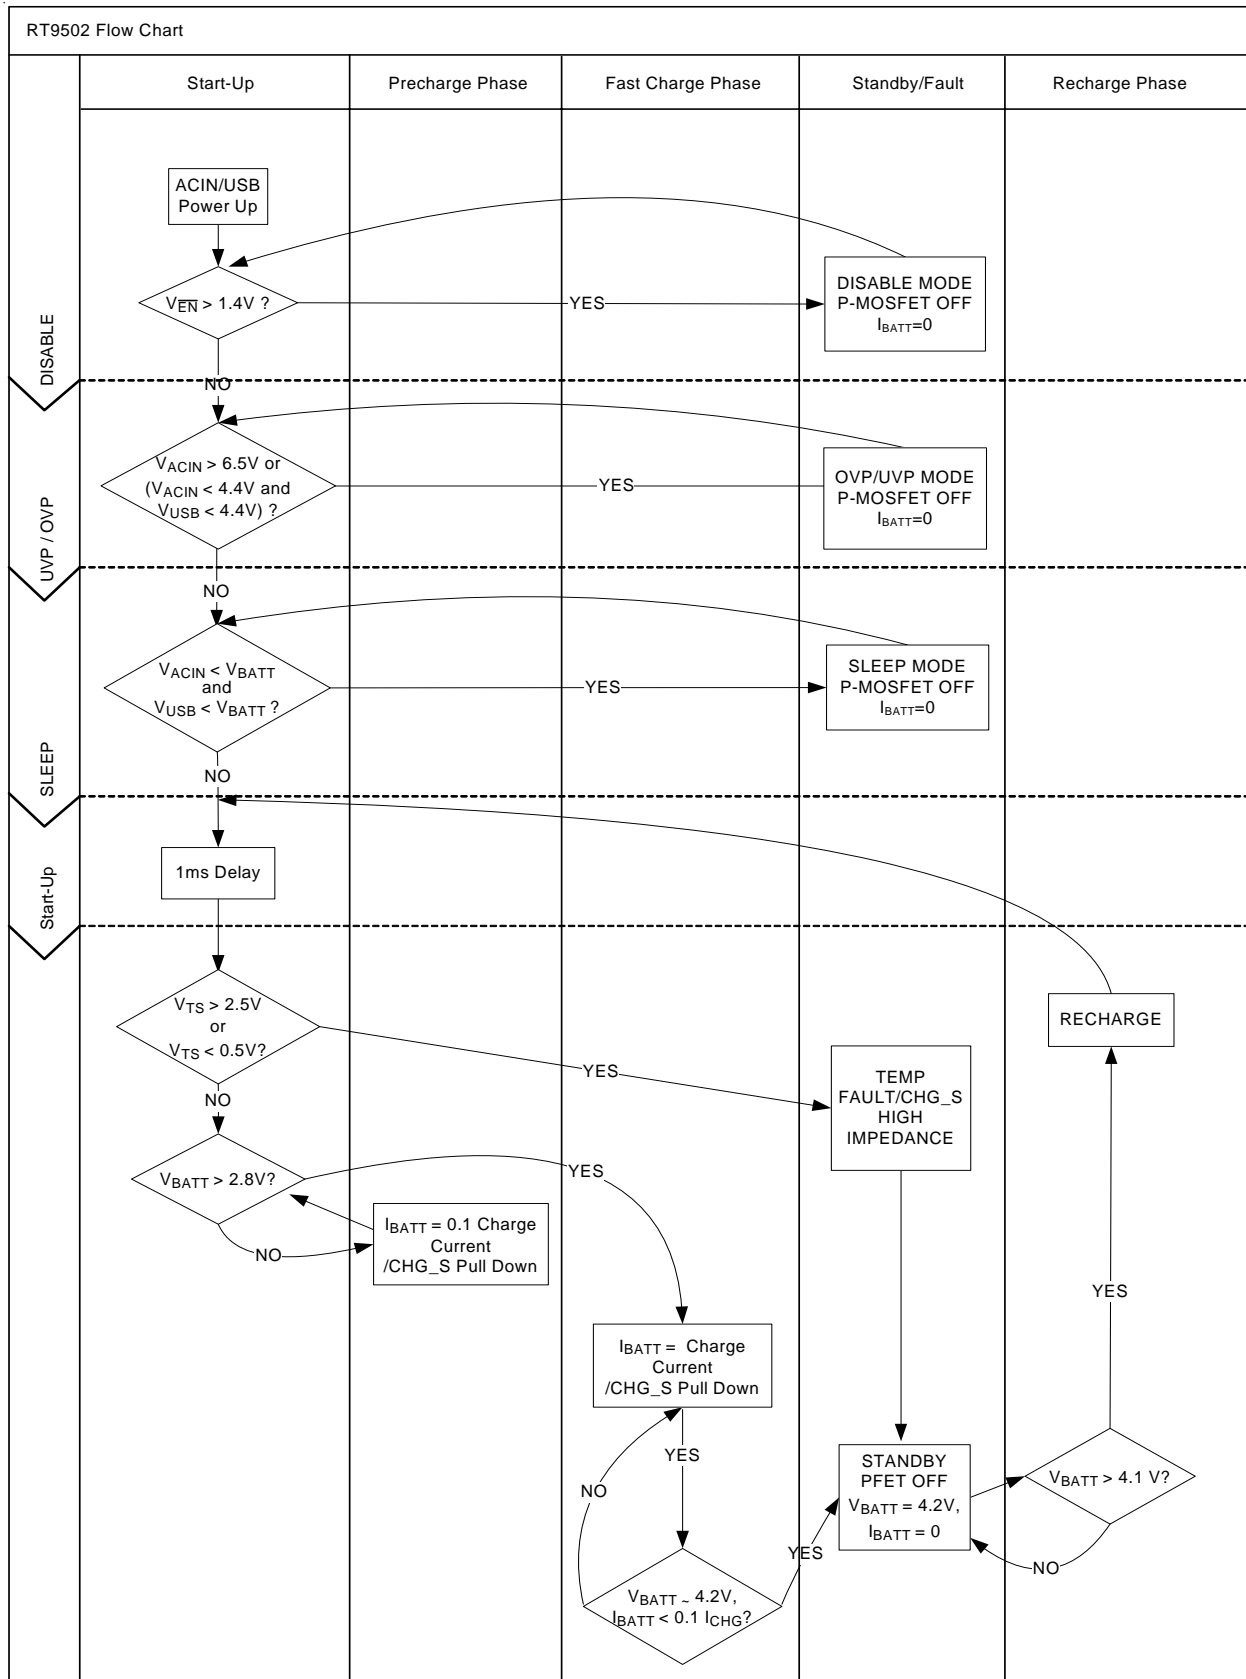 RT9502 Flow Chart
Start-Up
Precharge Phase
Fast Charge Phase
Standby/Fault
Recharge Phase
DISABLE
ACIN/USB
Power Up
VEN > 1.4V ?
YES
DISABLE MODE
P-MOSFET OFF
IBATT=0
NO
UVP / OVP
VACIN > 6.5V or
(VACIN < 4.4V and
VUSB < 4.4V) ?
YES
OVP/UVP MODE
P-MOSFET OFF
IBATT=0
NO
SLEEP
VACIN < VBATT
and
VUSB < VBATT ?
YES
SLEEP MODE
P-MOSFET OFF
IBATT=0
NO
Start-Up
1ms Delay
VTS > 2.5V
or
VTS < 0.5V?
YES
TEMP
FAULT/CHG_S
HIGH
IMPEDANCE
RECHARGE
NO
VBATT > 2.8V?
YES
NO
IBATT = 0.1 Charge
Current
/CHG_S Pull Down
IBATT = Charge
Current
/CHG_S Pull Down
YES
NO
YES
STANDBY
PFET OFF
VBATT = 4.2V,
IBATT = 0
VBATT > 4.1 V?
YES
NO
VBATT ~ 4.2V,
IBATT < 0.1 ICHG?